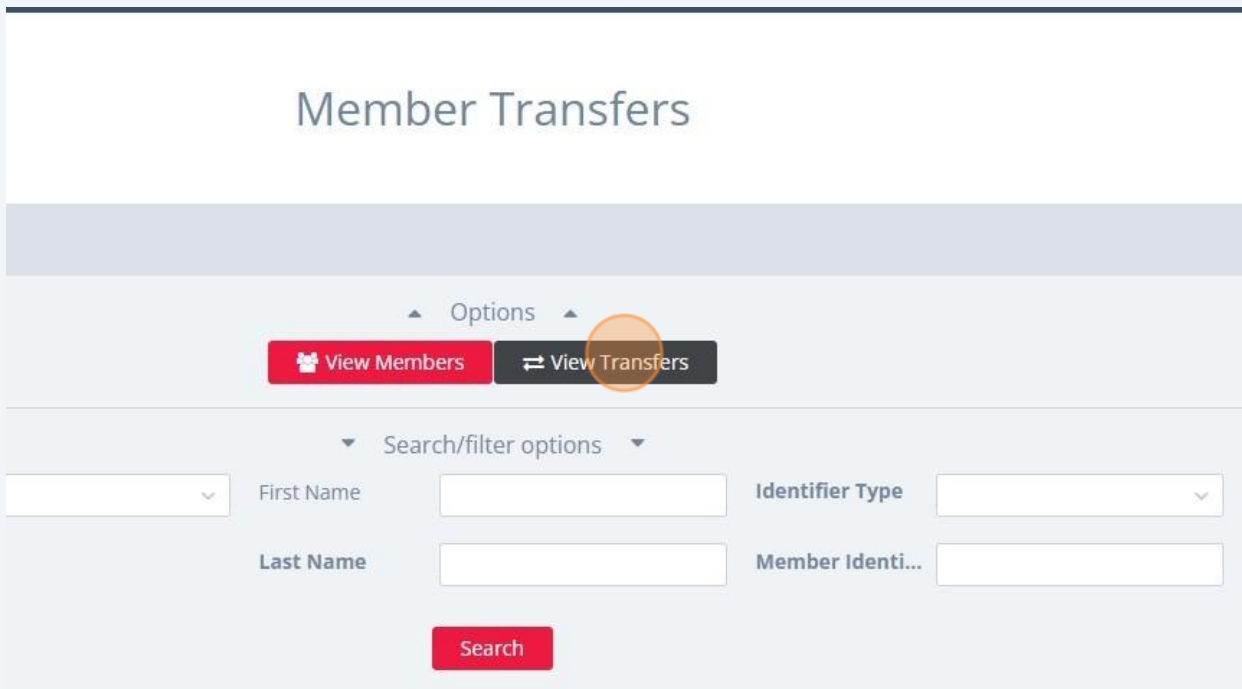 Member Transfers
Options
View Members View Transfers
Search/filter options
First Name Identifier Type
Last Name Member Identi...
Search